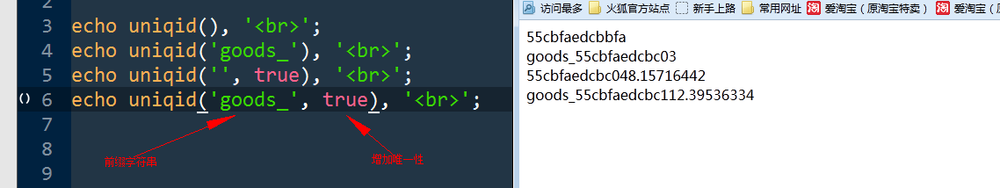 2
3 echo uniqid(), '<br>';
4 echo uniqid('goods_'), '<br>';
5 echo uniqid('', true), '<br>';
6 echo uniqid('goods_', true), '<br>';
7
8
9
前缀字符串
增加唯一性
访问最多 火狐官方站点 新手上路 常用网址 淘 爱淘宝（原淘宝特卖） 淘 爱淘宝（
55cbfaedcbbfa
goods_55cbfaedcbc03
55cbfaedcbc048.15716442
goods_55cbfaedcbc112.39536334